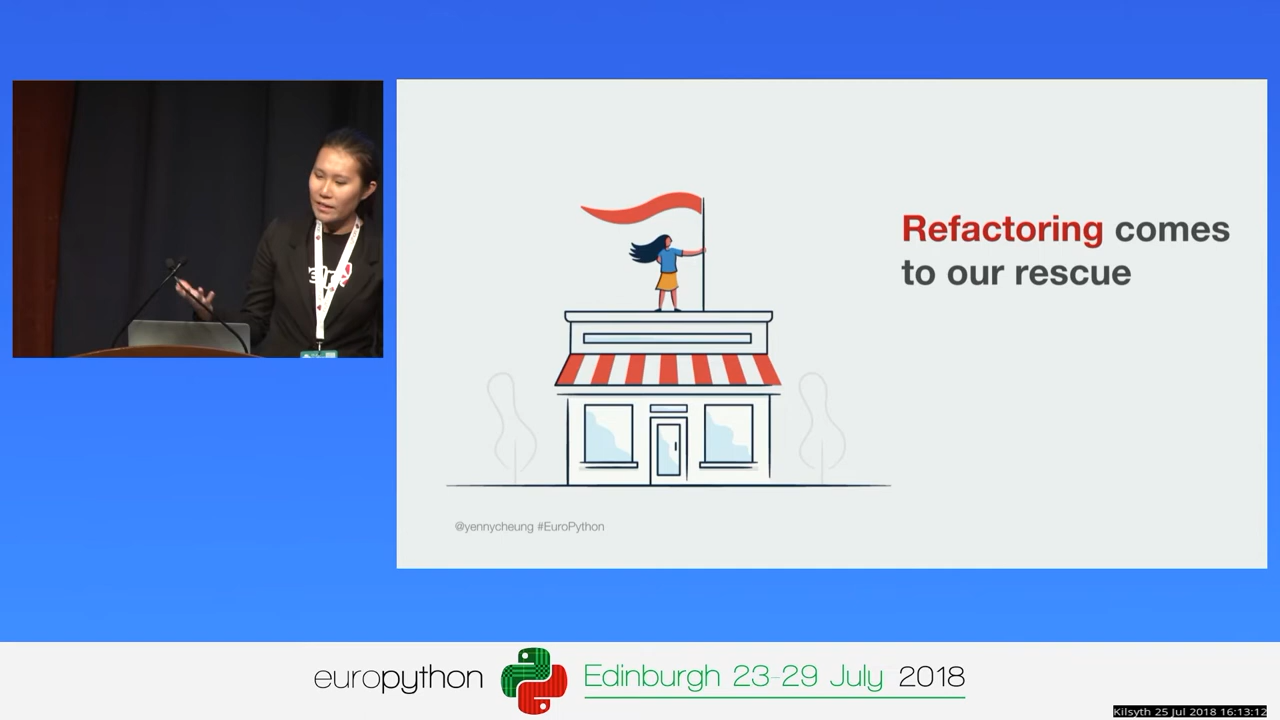 Refactoring comes
to our rescue
@yennycheung #EuroPython
europython
Edinburgh 23-29 July 2018
Kilsyth 25 Jul 2018 16:13:12